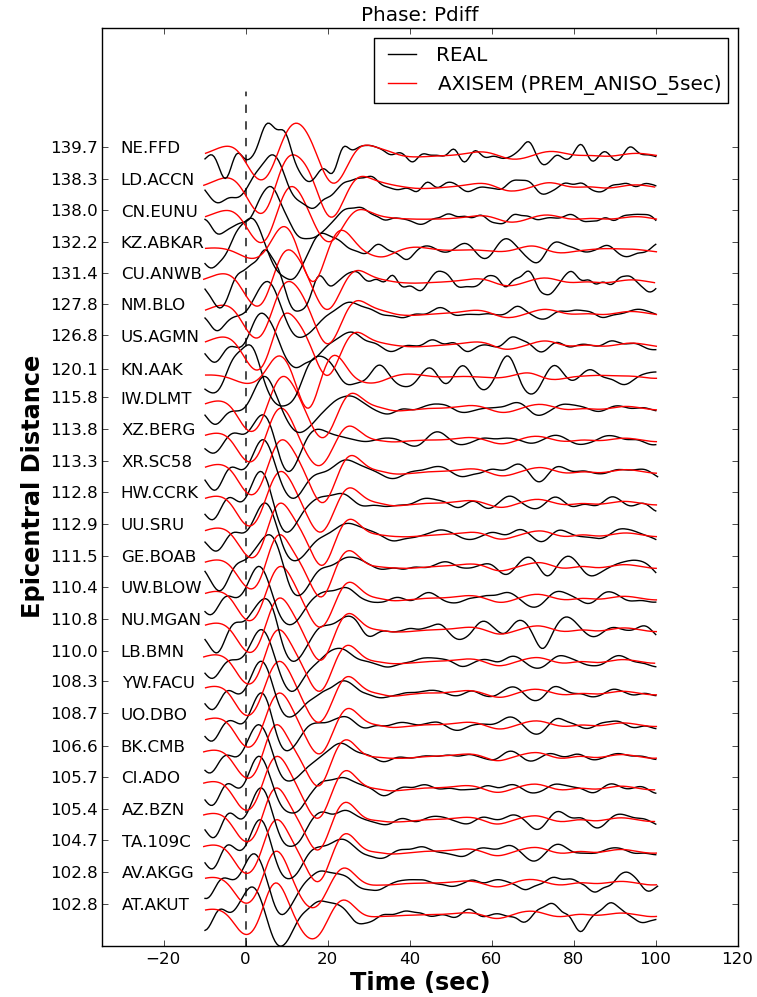 Phase: Pdiff
REAL
AXISEM (PREM_ANISO_5sec)
139.7 NE.FFD
138.3 LD.ACCN
138.0 CN.EUNU
132.2 KZ.ABKAR
131.4 CU.ANWB
127.8 NM.BLO
126.8 US.AGMN
120.1 KN.AAK
115.8 IW.DLMT
113.8 XZ.BERG
113.3 XR.SC58
112.8 HW.CCRK
112.9 UU.SRU
111.5 GE.BOAB
110.4 UW.BLOW
110.8 NU.MGAN
110.0 LB.BMN
108.3 YW.FACU
108.7 UO.DBO
106.6 BK.CMB
105.7 CI.ADO
105.4 AZ.BZN
104.7 TA.109C
102.8 AV.AKGG
102.8 AT.AKUT
Epicentral Distance
−20 0 20 40 60 80 100 120
Time (sec)